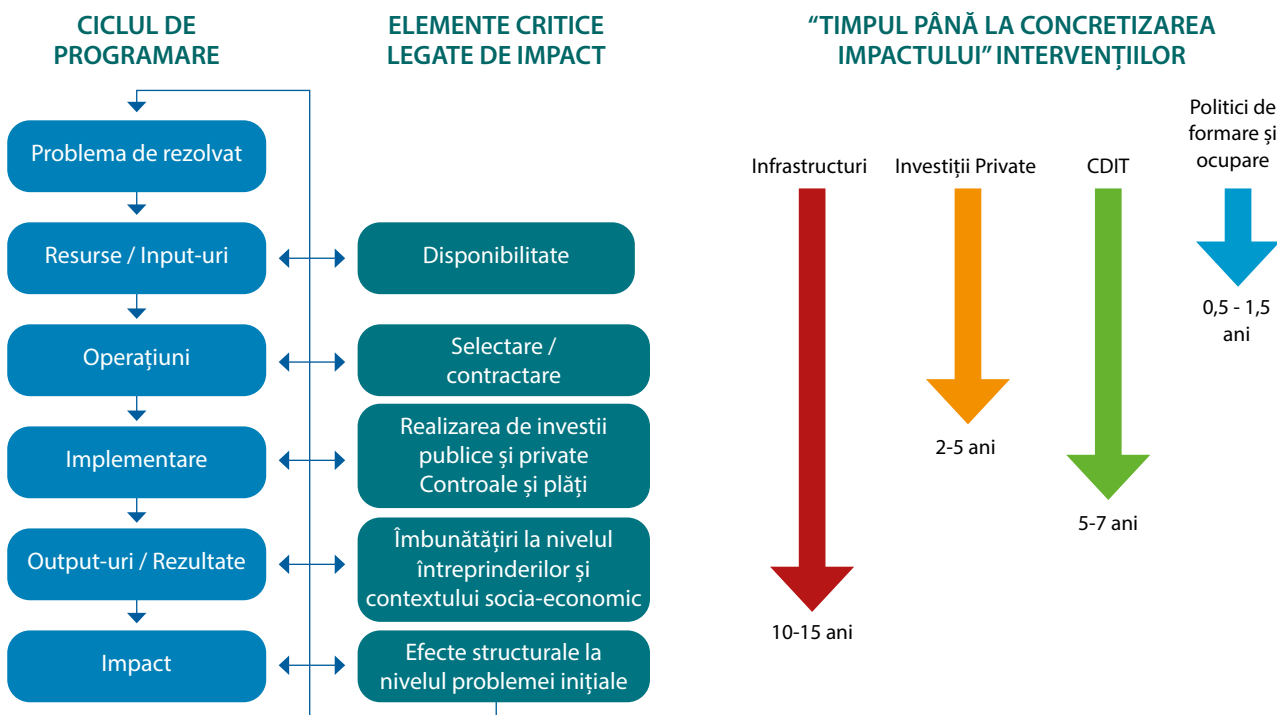 CICLUL DE
PROGRAMARE
Problema de rezolvat
Resurse / Input-uri
Operațiuni
Implementare
Output-uri / Rezultate
Impact
ELEMENTE CRITICE
LEGATE DE IMPACT
Disponibilitate
Selectare /
contractare
Realizarea de investii
publice și private
Controale și plăți
Îmbunătățiri la nivelul
întreprinderilor și
contextului socia-economic
Efecte structurale la
nivelul problemei inițiale
“TIMPUL PÂNĂ LA CONCRETIZAREA
IMPACTULUI” INTERVENȚIILOR
Infrastructuri
10-15 ani
Investiții Private
2-5 ani
CDIT
5-7 ani
Politici de
formare și
ocupare
0,5 - 1,5
ani